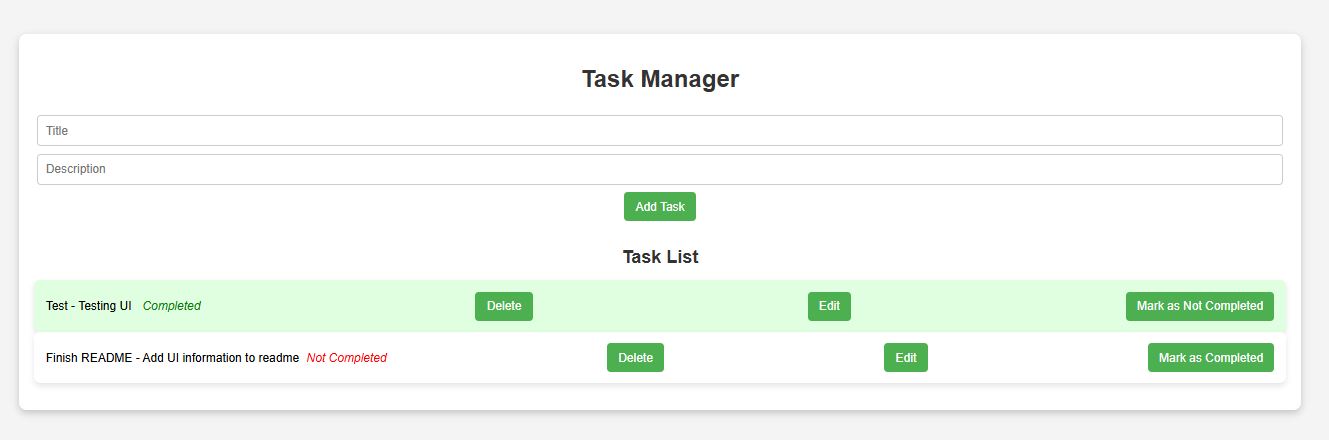 Task Manager
Title
Description
Add Task
Task List
Test - Testing UI Completed Delete Edit Mark as Not Completed
Finish README - Add UI information to readme Not Completed Delete Edit Mark as Completed